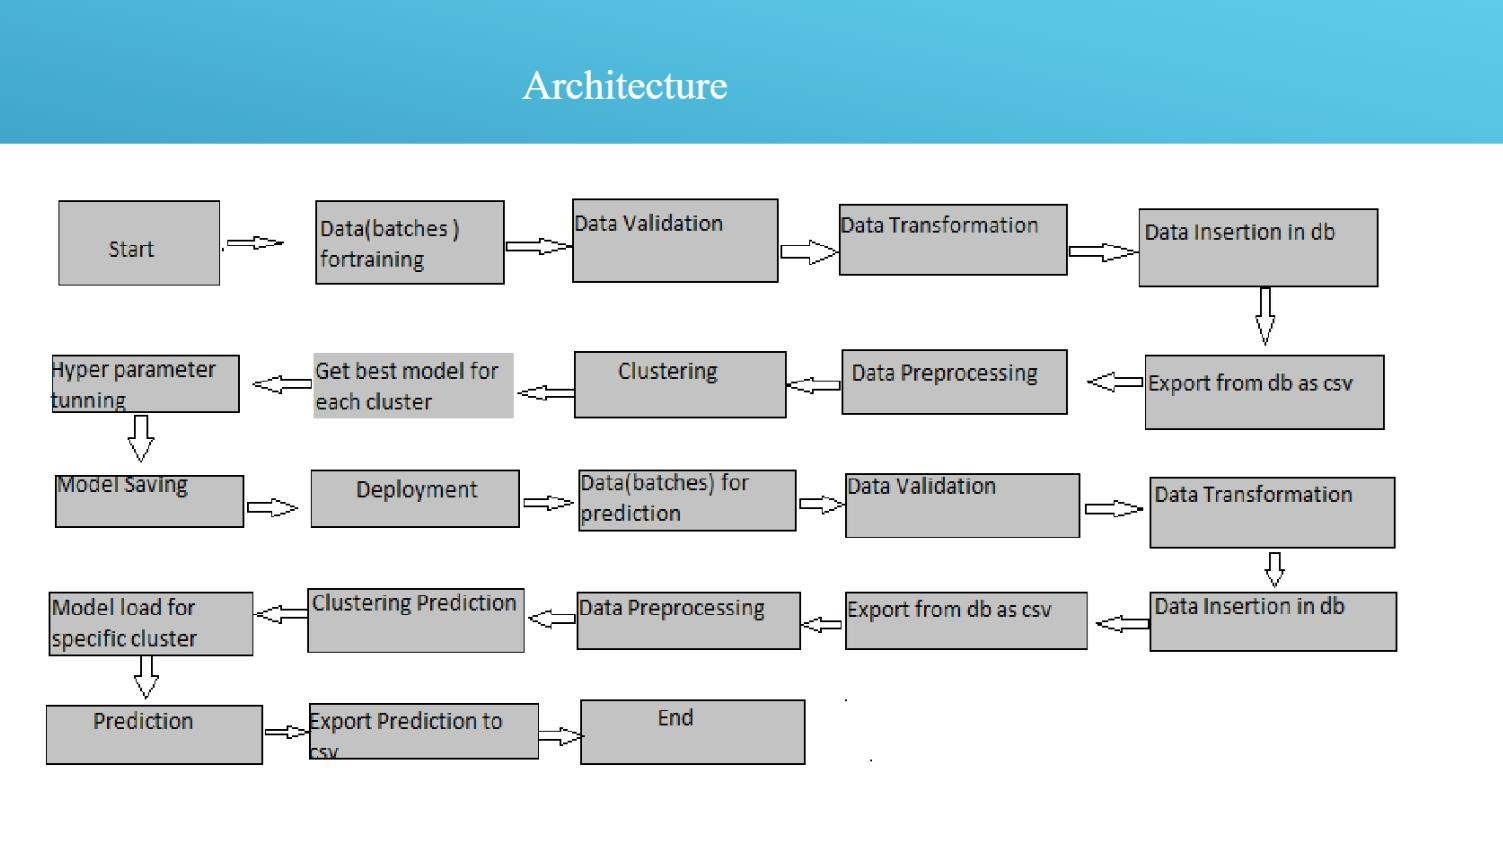 Architecture
Start
Data(batches )
fortraining
Data Validation
Data Transformation
Data Insertion in db
Hyper parameter
tunning
Get best model for
each cluster
Clustering
Data Preprocessing
Export from db as csv
Model Saving
Deployment
Data(batches) for
prediction
Data Validation
Data Transformation
Model load for
specific cluster
Clustering Prediction
Data Preprocessing
Export from db as csv
Data Insertion in db
Prediction
Export Prediction to
csv
End